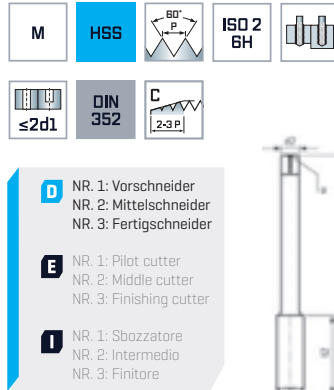 M
HSS
60°
P
ISO 2
6H
≤2d1
DIN
352
C
2-3 P
D
NR. 1: Vorschneider
NR. 2: Mittelschneider
NR. 3: Fertigschneider
E
NR. 1: Pilot cutter
NR. 2: Middle cutter
NR. 3: Finishing cutter
I
NR. 1: Sbozzatore
NR. 2: Intermedio
NR. 3: Finitore